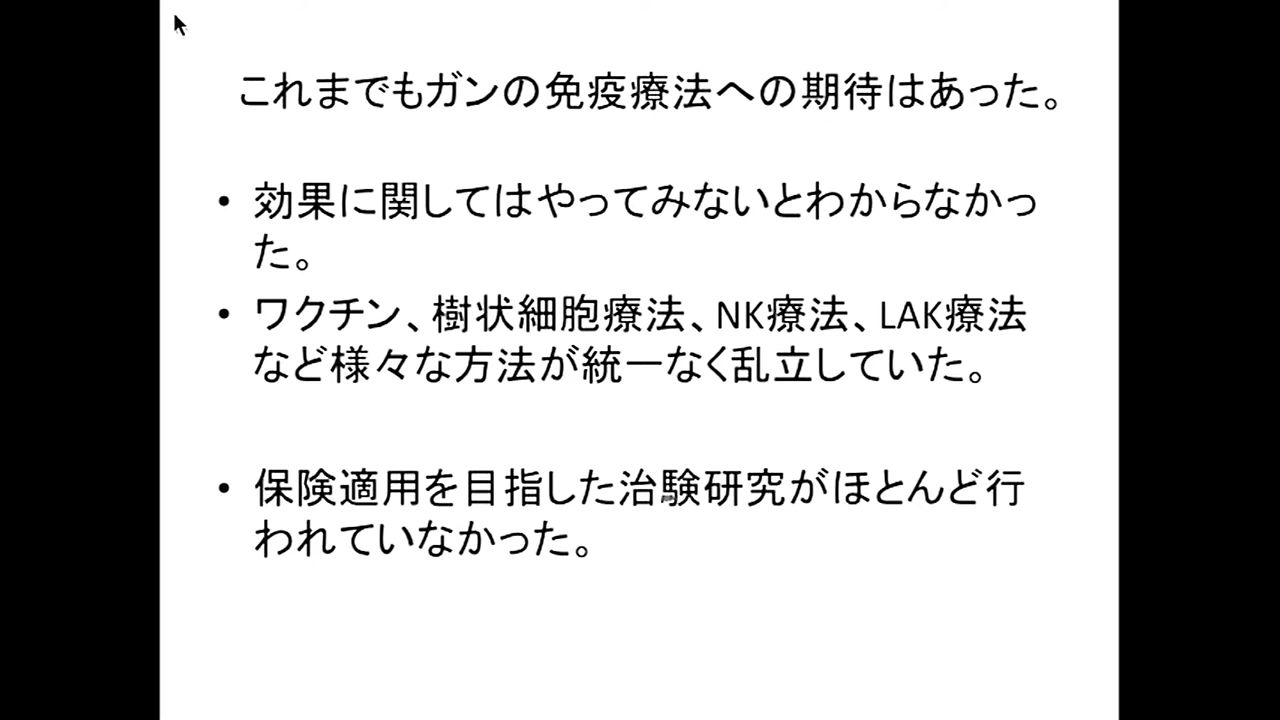 これまでもガンの免疫療法への期待はあった。
• 効果に関してはやってみないとわからなかっ
た。
• ワクチン、樹状細胞療法、NK療法、LAK療法
など様々な方法が統一なく乱立していた。
• 保険適用を目指した治験研究がほとんど行
われていなかった。